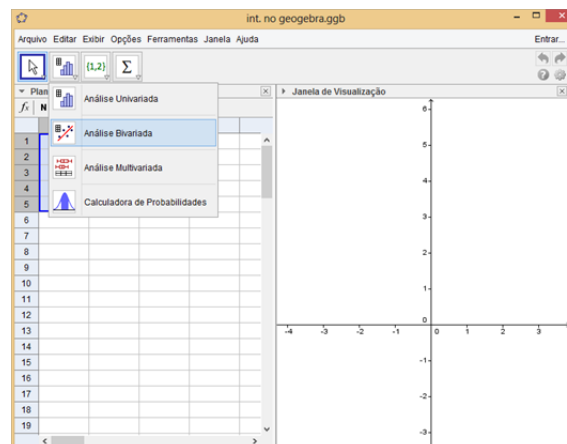 int. no geogebra.ggb
Arquivo Editar Exibir Opções Ferramentas Janela Ajuda Entrar...
{1,2} Σ
Plan
Janela de Visualização
fx N
Análise Univariada
Análise Bivariada
Análise Multivariada
Calculadora de Probabilidades
1
2
3
4
5
6
7
8
9
10
11
12
13
14
15
16
17
18
19
6
5
4
3
2
1
0
-4 -3 -2 -1 0 1 2 3
-1
-2
-3